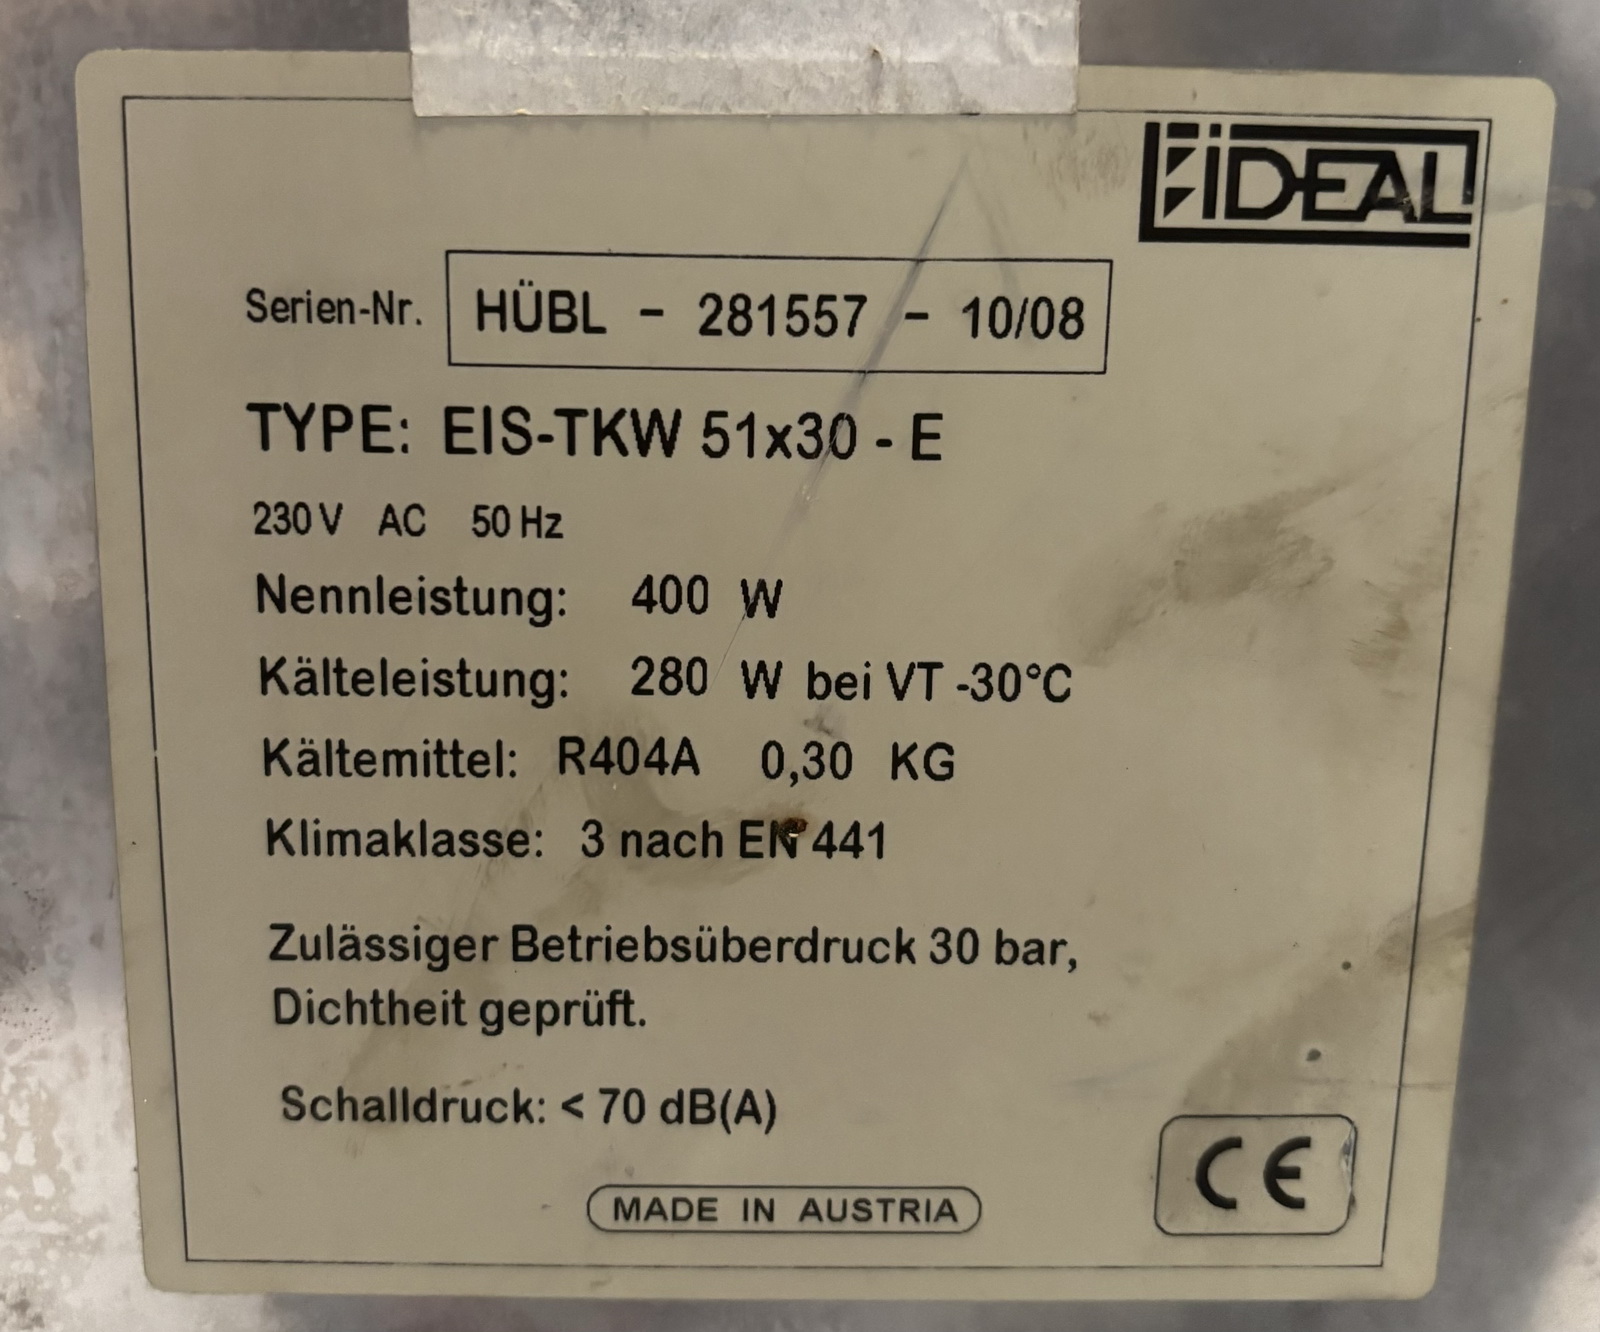 IDEAL
Serien-Nr. HÜBL - 281557 - 10/08
TYPE: EIS-TKW 51x30 - E
230 V AC 50 Hz
Nennleistung: 400 W
Kälteleistung: 280 W bei VT -30°C
Kältemittel: R404A 0,30 KG
Klimaklasse: 3 nach EN 441
Zulässiger Betriebsüberdruck 30 bar,
Dichtheit geprüft.
Schalldruck: < 70 dB(A)
CE
MADE IN AUSTRIA